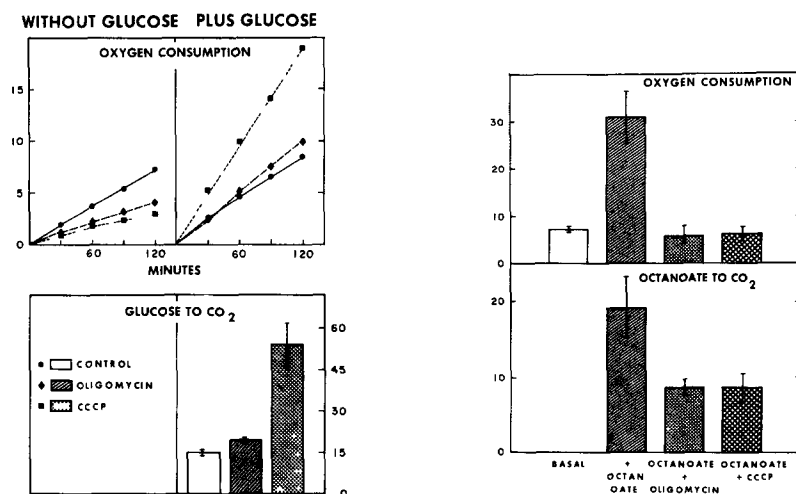 WITHOUT GLUCOSE PLUS GLUCOSE
OXYGEN CONSUMPTION
15
10
5
0
60 120 60 120
MINUTES
GLUCOSE TO CO2
CONTROL
OLIGOMYCIN
CCCP
60
45
30
15
0
OXYGEN CONSUMPTION
30
20
10
0
OCTANOATE TO CO2
20
10
0
BASAL + OCTANOATE OCTANOATE
OCTAN + + CCCP
OATE OLIGOMYCIN